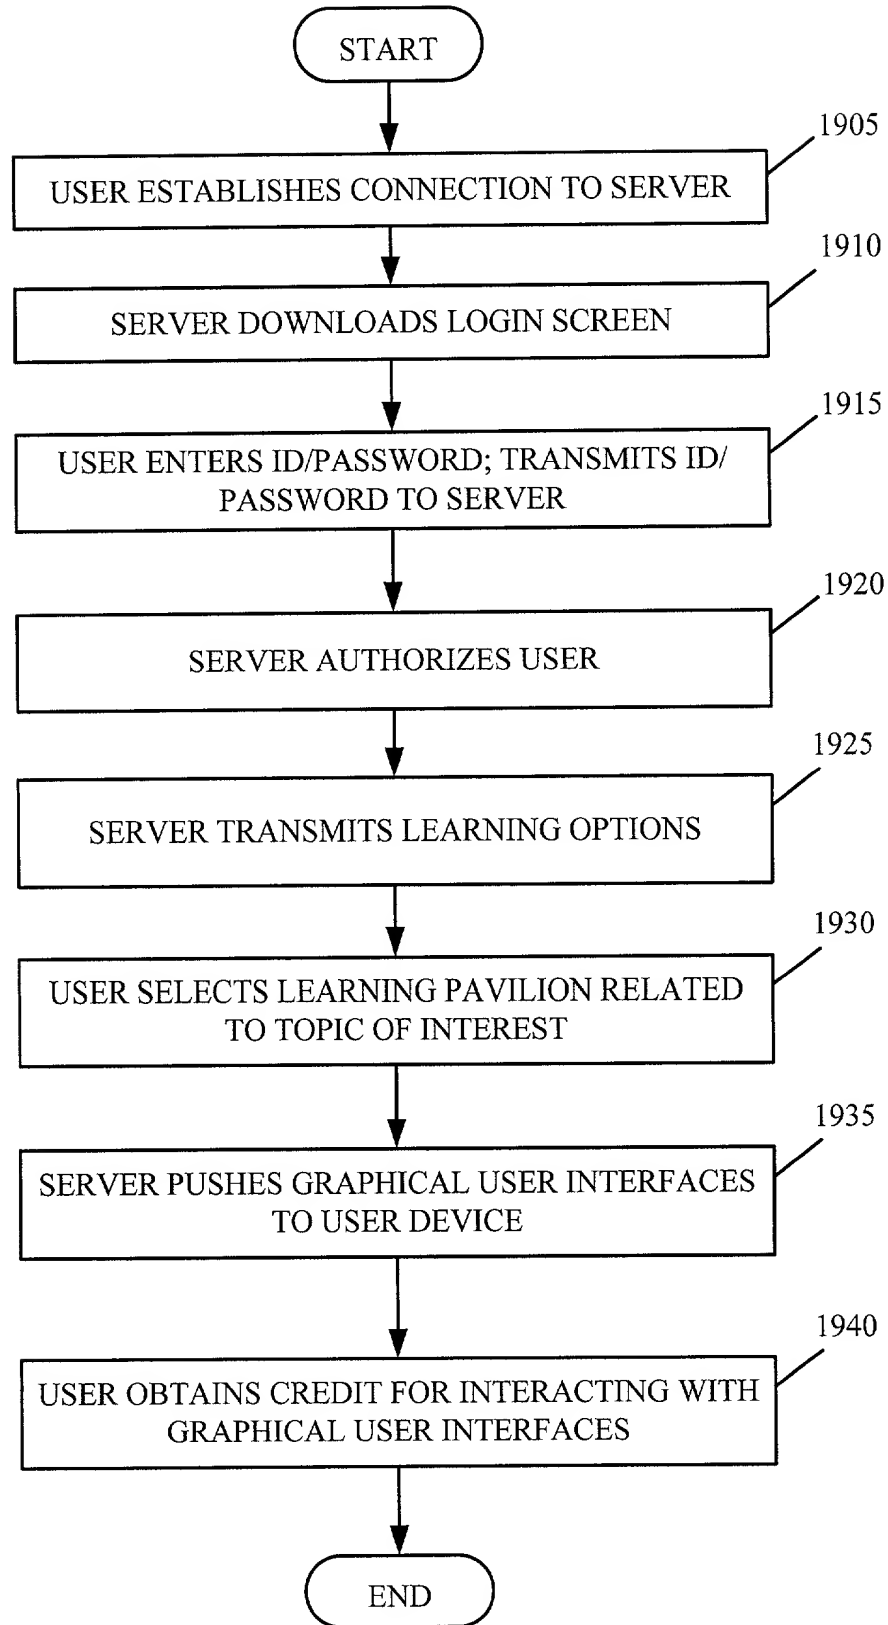 START
1905
USER ESTABLISHES CONNECTION TO SERVER
1910
SERVER DOWNLOADS LOGIN SCREEN
1915
USER ENTERS ID/PASSWORD; TRANSMITS ID/
PASSWORD TO SERVER
1920
SERVER AUTHORIZES USER
1925
SERVER TRANSMITS LEARNING OPTIONS
1930
USER SELECTS LEARNING PAVILION RELATED
TO TOPIC OF INTEREST
1935
SERVER PUSHES GRAPHICAL USER INTERFACES
TO USER DEVICE
1940
USER OBTAINS CREDIT FOR INTERACTING WITH
GRAPHICAL USER INTERFACES
END